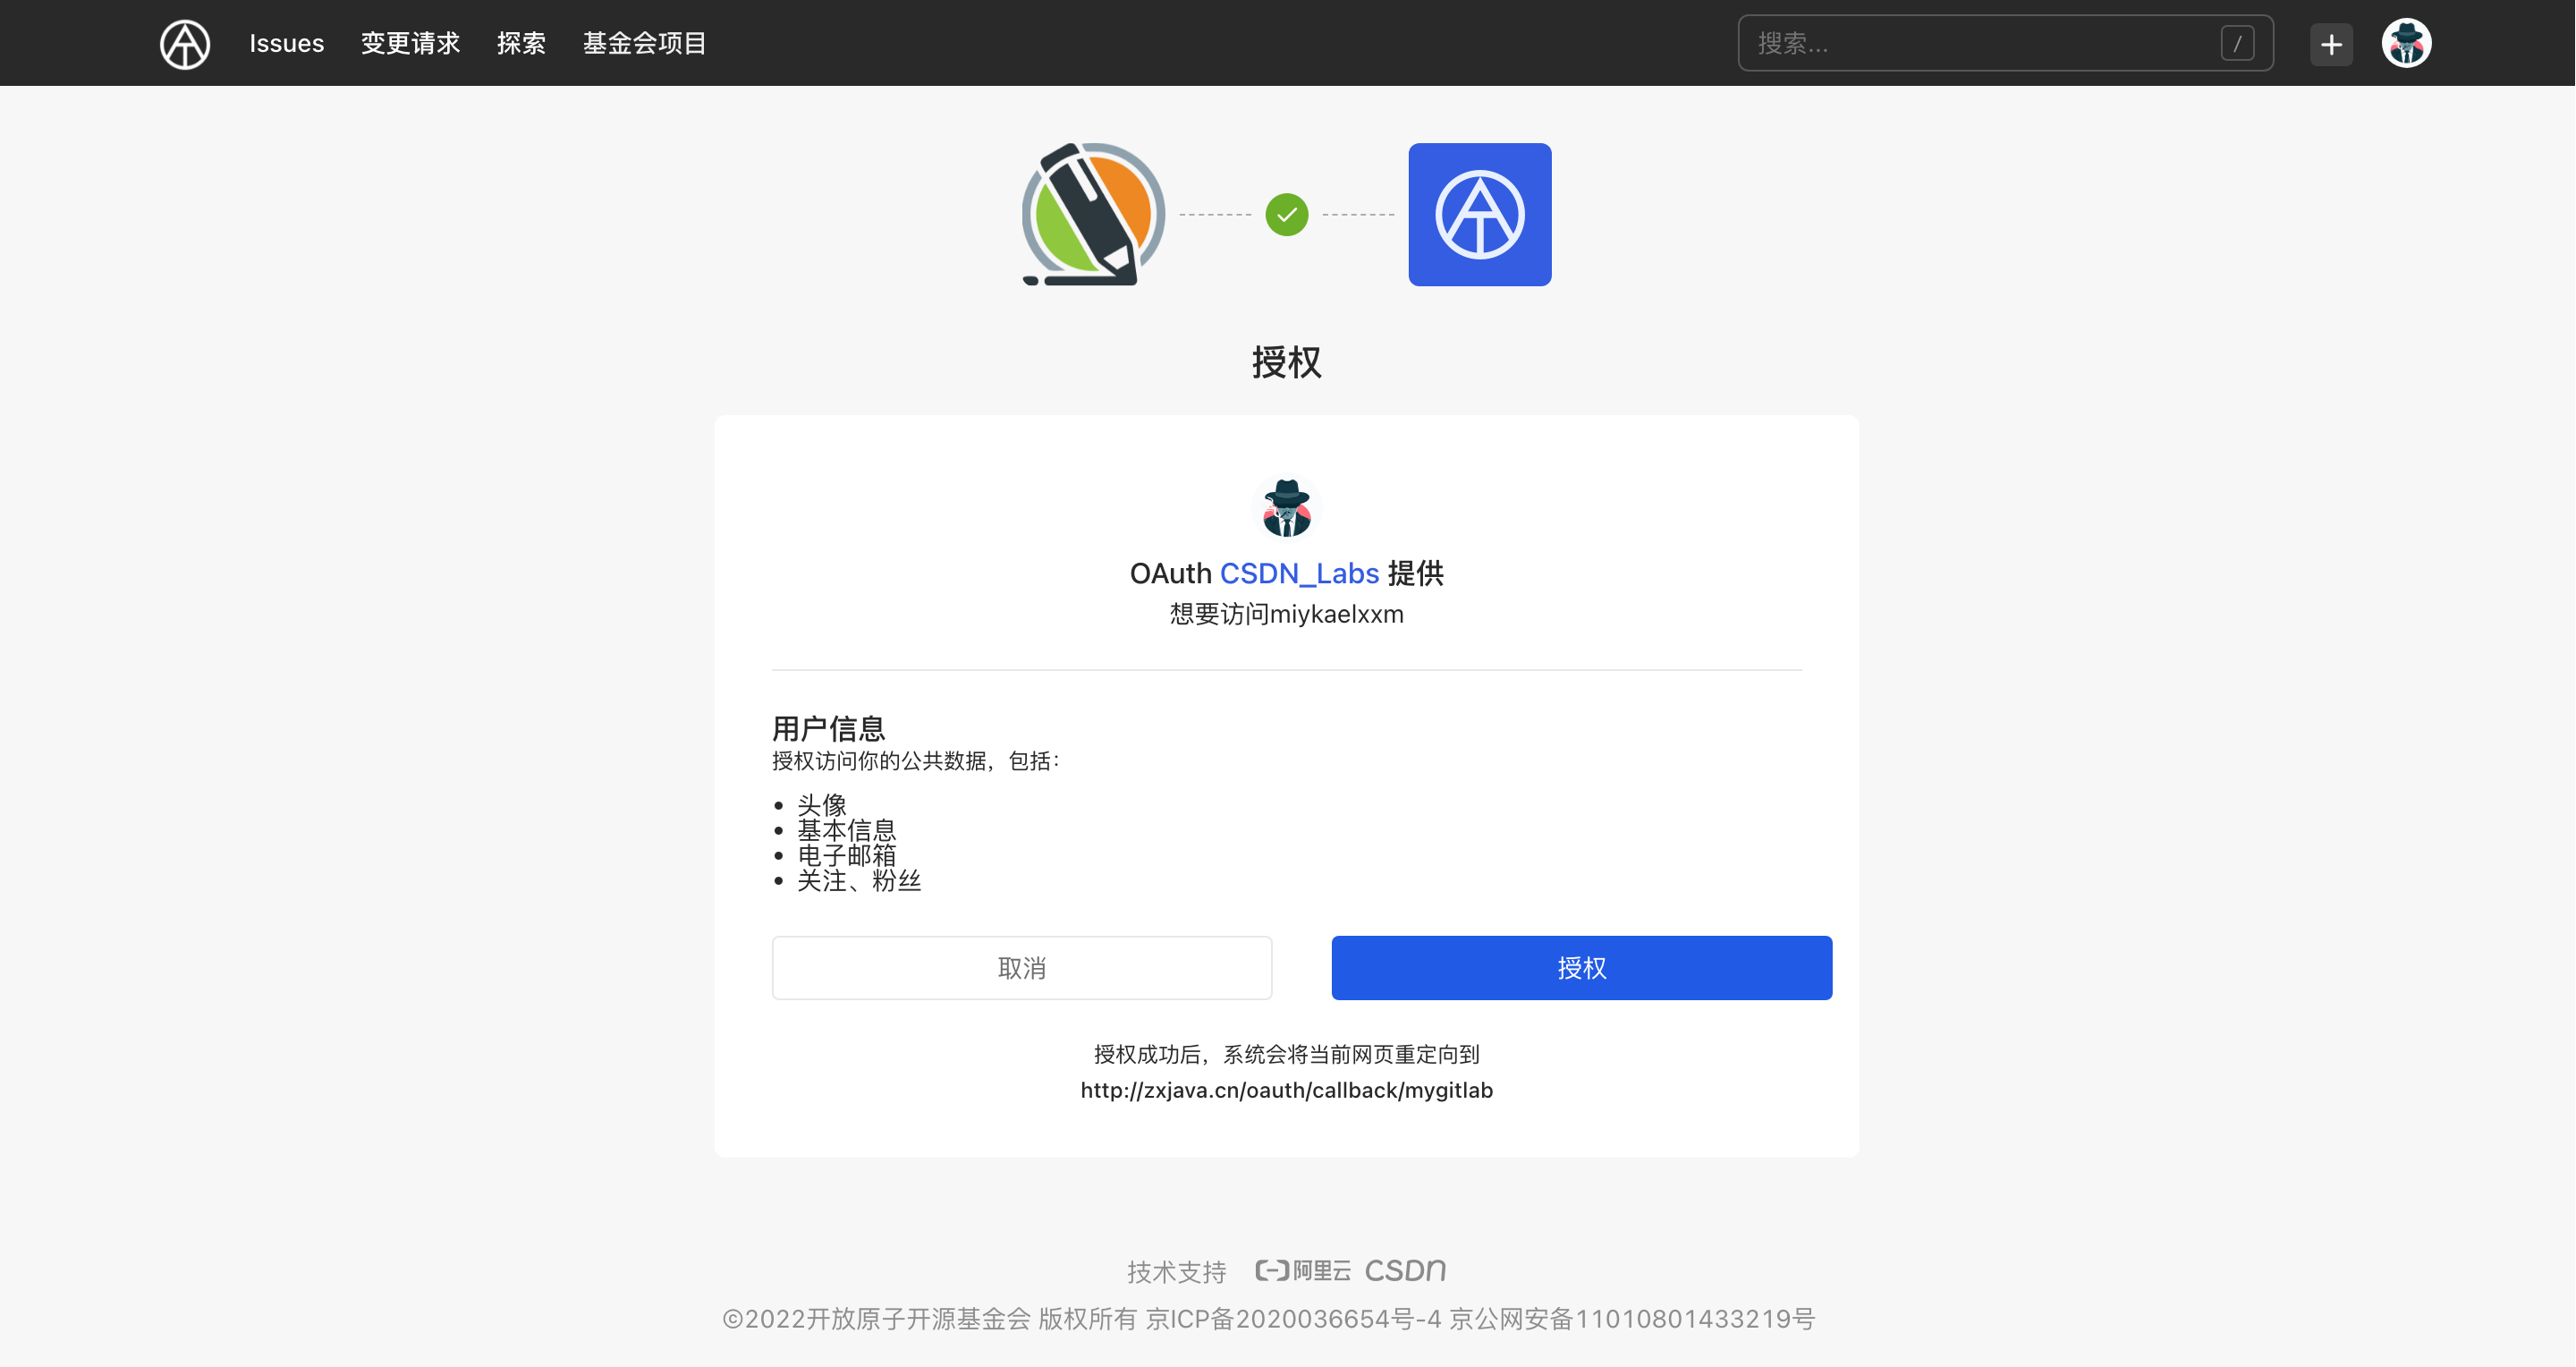 Issues 变更请求 探索 基金会项目 搜索... /
授权
OAuth CSDN_Labs 提供
想要访问miykaelxxm
用户信息
授权访问你的公共数据，包括：
• 头像
• 基本信息
• 电子邮箱
• 关注、粉丝
取消 授权
授权成功后，系统会将当前网页重定向到
http://zxjava.cn/oauth/callback/mygitlab
技术支持 阿里云 CSDN
©2022开放原子开源基金会 版权所有 京ICP备2020036654号-4 京公网安备11010801433219号